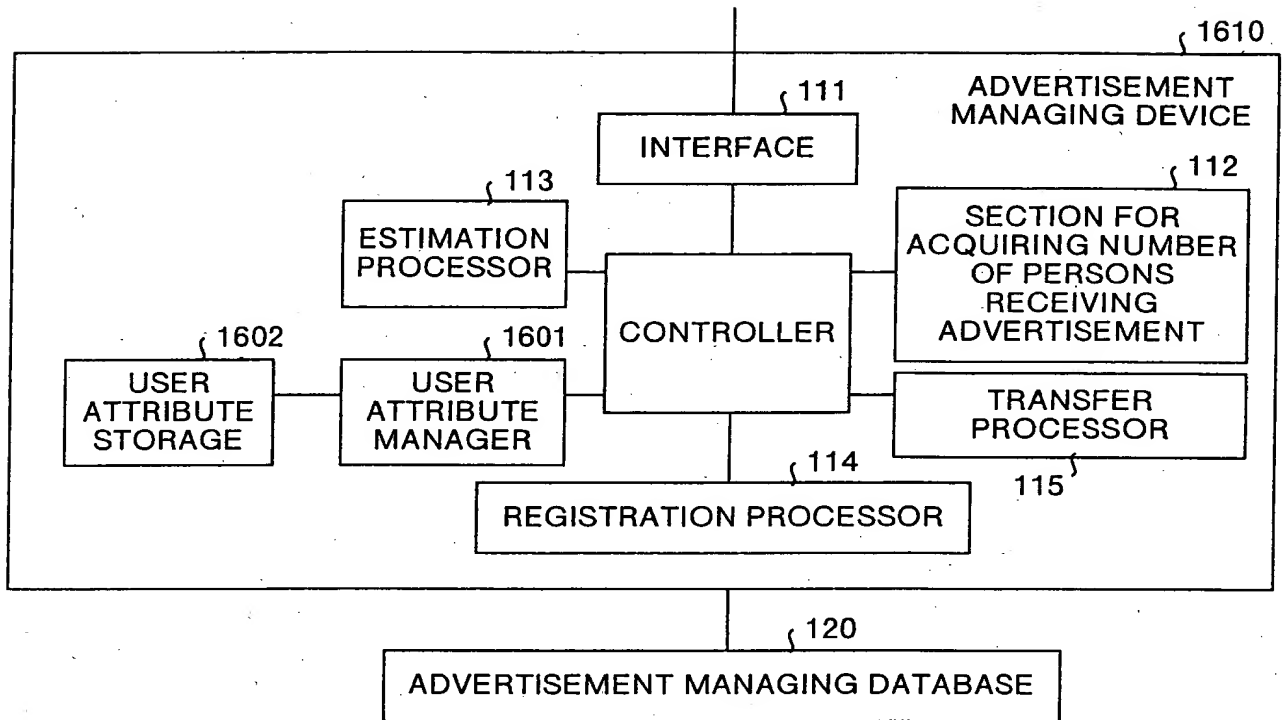 1610
ADVERTISEMENT
MANAGING DEVICE
111
INTERFACE
113
ESTIMATION
PROCESSOR
112
SECTION FOR
ACQUIRING NUMBER
OF PERSONS
RECEIVING
ADVERTISEMENT
CONTROLLER
1602
USER
ATTRIBUTE
STORAGE
1601
USER
ATTRIBUTE
MANAGER
TRANSFER
PROCESSOR
115
114
REGISTRATION PROCESSOR
120
ADVERTISEMENT MANAGING DATABASE